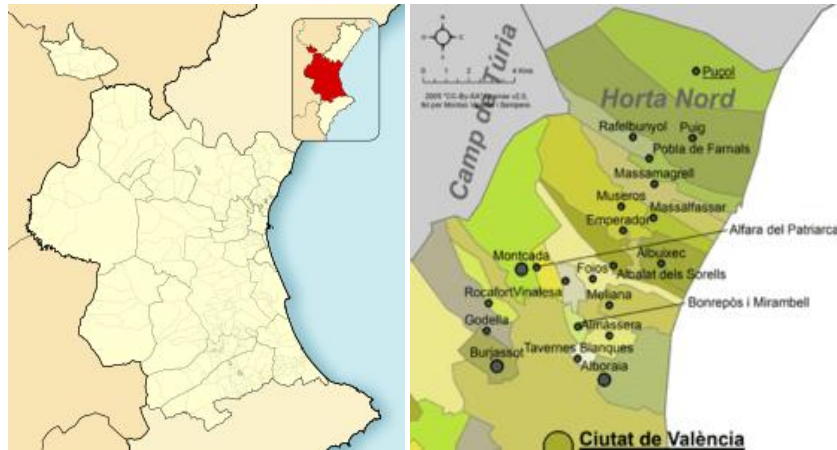 Camp de Túria
Puçol
Horta Nord
Rafelbunyol
Puig
Pobla de Farnals
Massamagrell
Museros
Massalfassar
Emperador
Alfara del Patriarca
Montcada
Albuixec
Foios
Albalat dels Sorells
Rocafort
Vinalesa
Meliana
Bonrepòs i Mirambell
Godella
Almàssera
Tavernes Blanques
Burjassot
Alboraia
Ciutat de València